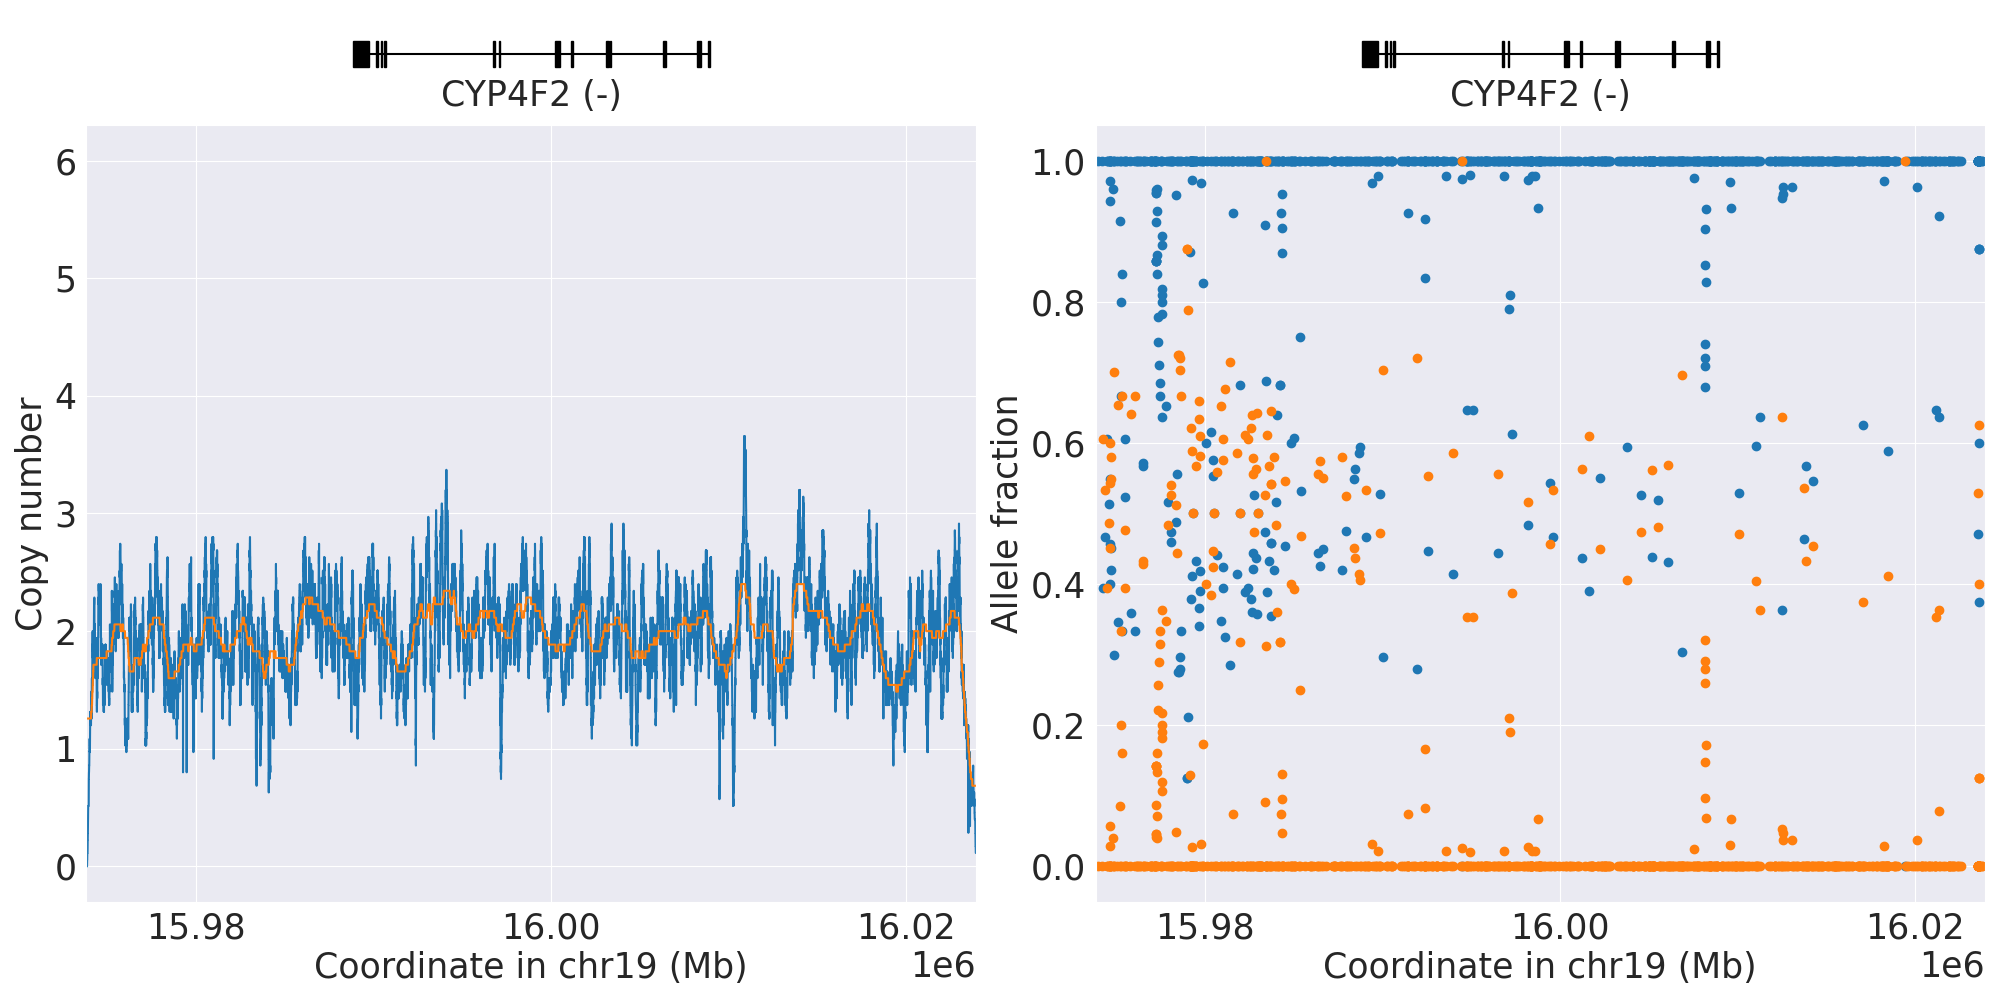 CYP4F2 (-)
CYP4F2 (-)
Copy number
6
5
4
3
2
1
0
15.98
16.00
16.02
Coordinate in chr19 (Mb)
1e6
Allele fraction
1.0
0.8
0.6
0.4
0.2
0.0
15.98
16.00
16.02
Coordinate in chr19 (Mb)
1e6